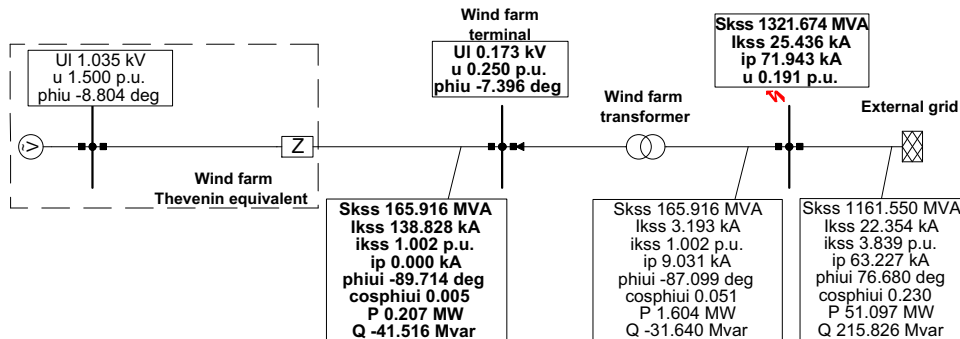 Ul 1.035 kV
u 1.500 p.u.
phiu -8.804 deg
Wind farm
terminal
Ul 0.173 kV
u 0.250 p.u.
phiu -7.396 deg
Skss 1321.674 MVA
Ikss 25.436 kA
ip 71.943 kA
u 0.191 p.u.
Wind farm
transformer
External grid
V
~
Z
Wind farm
Thevenin equivalent
Skss 165.916 MVA
Ikss 138.828 kA
ikss 1.002 p.u.
ip 0.000 kA
phiui -89.714 deg
cosphiui 0.005
P 0.207 MW
Q -41.516 Mvar
Skss 165.916 MVA
Ikss 3.193 kA
ikss 1.002 p.u.
ip 9.031 kA
phiui -87.099 deg
cosphiui 0.051
P 1.604 MW
Q -31.640 Mvar
Skss 1161.550 MVA
Ikss 22.354 kA
ikss 3.839 p.u.
ip 63.227 kA
phiui 76.680 deg
cosphiui 0.230
P 51.097 MW
Q 215.826 Mvar